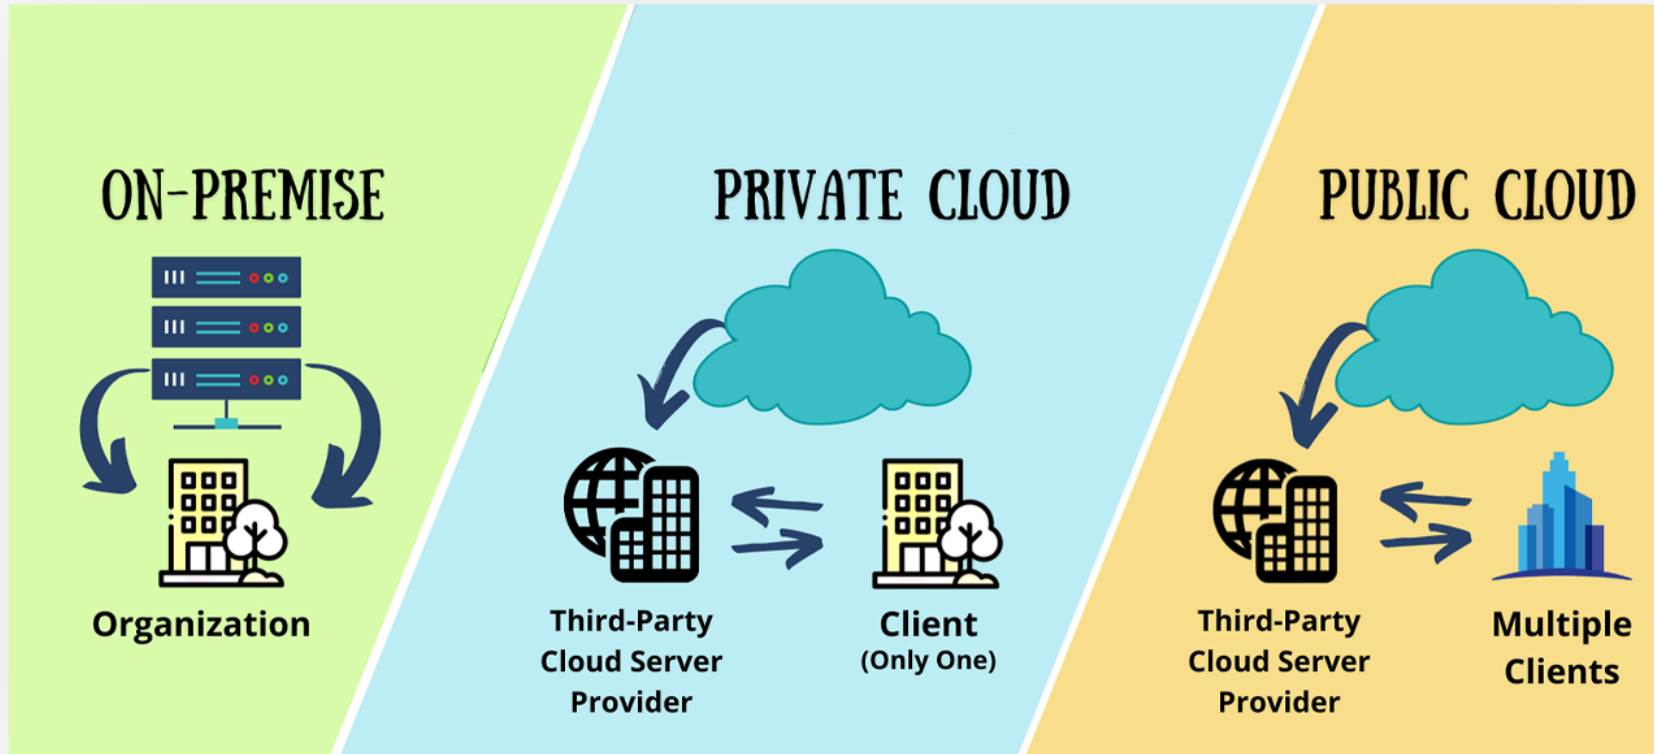 ON-PREMISE
Organization
PRIVATE CLOUD
Third-Party
Cloud Server
Provider
Client
(Only One)
PUBLIC CLOUD
Third-Party
Cloud Server
Provider
Multiple
Clients